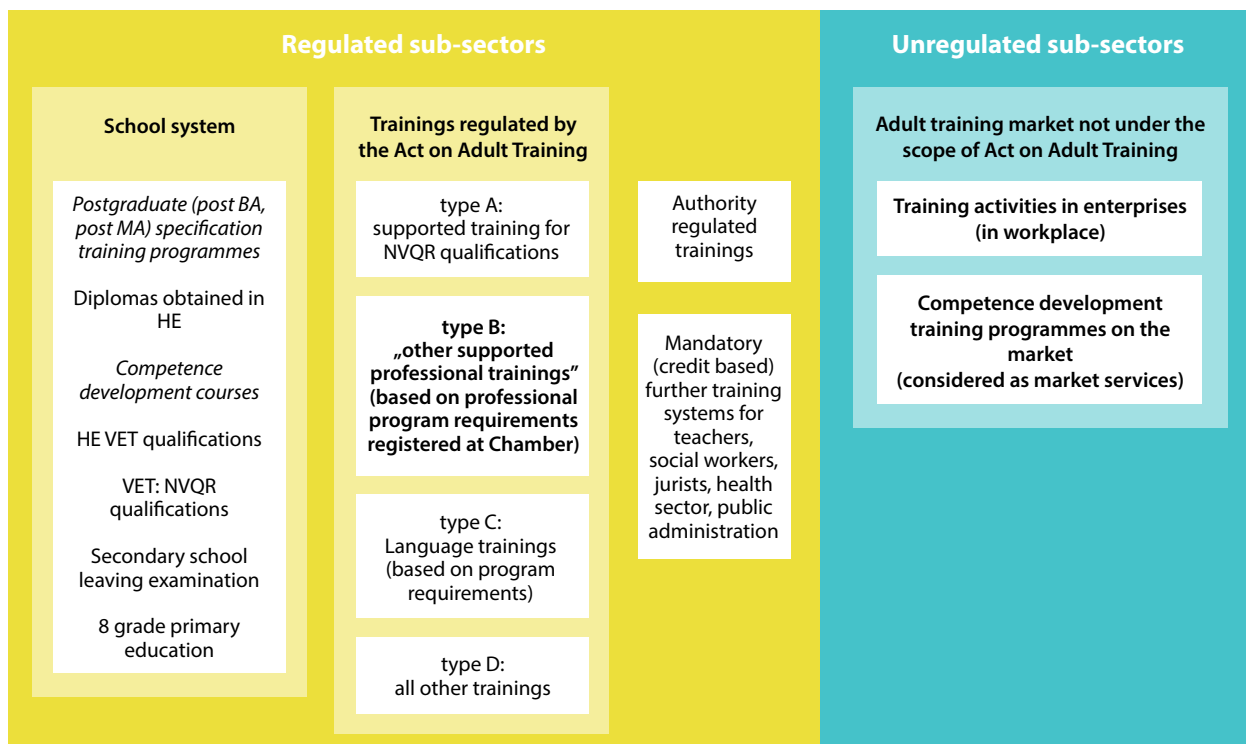 Regulated sub-sectors
School system
Postgraduate (post BA,
post MA) specification
training programmes
Diplomas obtained in
HE
Competence
development courses
HE VET qualifications
VET: NVQR
qualifications
Secondary school
leaving examination
8 grade primary
education
Trainings regulated by
the Act on Adult Training
type A:
supported training for
NVQR qualifications
type B:
„other supported
professional trainings”
(based on professional
program requirements
registered at Chamber)
type C:
Language trainings
(based on program
requirements)
type D:
all other trainings
Authority
regulated
trainings
Mandatory
(credit based)
further training
systems for
teachers,
social workers,
jurists, health
sector, public
administration
Unregulated sub-sectors
Adult training market not under the
scope of Act on Adult Training
Training activities in enterprises
(in workplace)
Competence development
training programmes on the
market
(considered as market services)